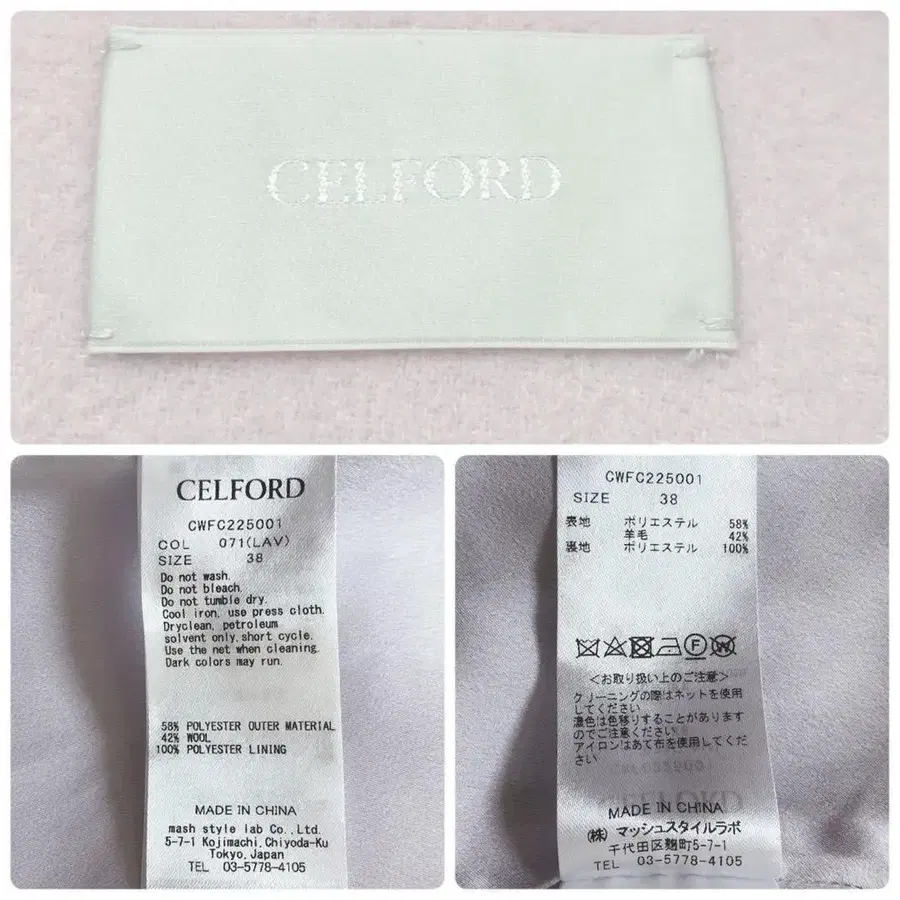 CELFORD
CELFORD
CWFC225001
COL 071(LAV)
SIZE 38
Do not wash.
Do not bleach.
Do not tumble dry.
Cool iron, use press cloth.
Dryclean, petroleum
solvent only,short cycle.
Use the net when cleaning.
Dark colors may run.
58% POLYESTER OUTER MATERIAL
42% WOOL
100% POLYESTER LINING
MADE IN CHINA
mash style lab Co.,Ltd.
5-7-1 Kojimachi,Chiyoda-Ku
Tokyo,Japan
TEL 03-5778-4105
CWFC225001
SIZE 38
表地 ポリエステル 58%
羊毛 42%
裏地 ポリエステル 100%
<お取り扱い上のご注意>
クリーニングの際はネットを使用
してください
濃色は色移りすることがあります
のでご注意ください
アイロンはあて布を使用してくだ
さい
MADE IN CHINA
(株) マッシュスタイルラボ
千代田区麹町5-7-1
TEL 03-5778-4105